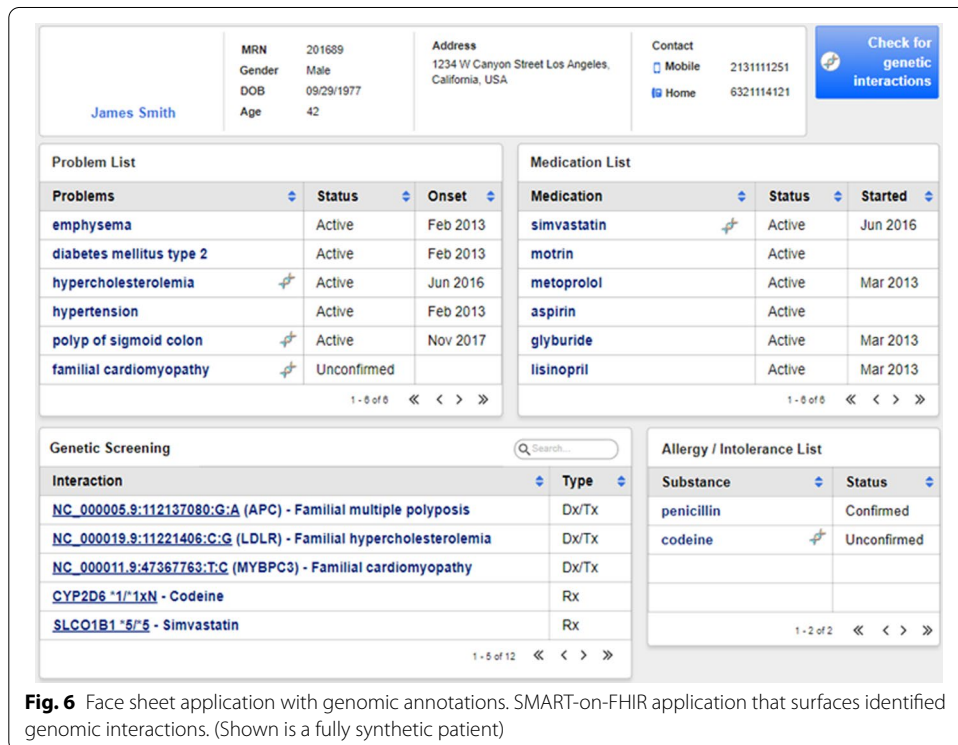 James Smith
MRN 201689
Gender Male
DOB 09/29/1977
Age 42
Address
1234 W Canyon Street Los Angeles,
California, USA
Contact
Mobile 2131111251
Home 6321114121
Check for
genetic
interactions
Problem List
Problems Status Onset
emphysema Active Feb 2013
diabetes mellitus type 2 Active Feb 2013
hypercholesterolemia Active Jun 2016
hypertension Active Feb 2013
polyp of sigmoid colon Active Nov 2017
familial cardiomyopathy Unconfirmed
1 - 6 of 6 « < > »
Medication List
Medication Status Started
simvastatin Active Jun 2016
motrin Active
metoprolol Active Mar 2013
aspirin Active
glyburide Active Mar 2013
lisinopril Active Mar 2013
1 - 6 of 6 « < > »
Genetic Screening
Search...
Interaction Type
NC_000005.9:112137080:G:A (APC) - Familial multiple polyposis Dx/Tx
NC_000019.9:11221406:C:G (LDLR) - Familial hypercholesterolemia Dx/Tx
NC_000011.9:47367763:T:C (MYBPC3) - Familial cardiomyopathy Dx/Tx
CYP2D6 *1/*1xN - Codeine Rx
SLCO1B1 *5/*5 - Simvastatin Rx
1 - 5 of 12 « < > »
Allergy / Intolerance List
Substance Status
penicillin Confirmed
codeine Unconfirmed
1 - 2 of 2 « < > »
Fig. 6 Face sheet application with genomic annotations. SMART-on-FHIR application that surfaces identified
genomic interactions. (Shown is a fully synthetic patient)